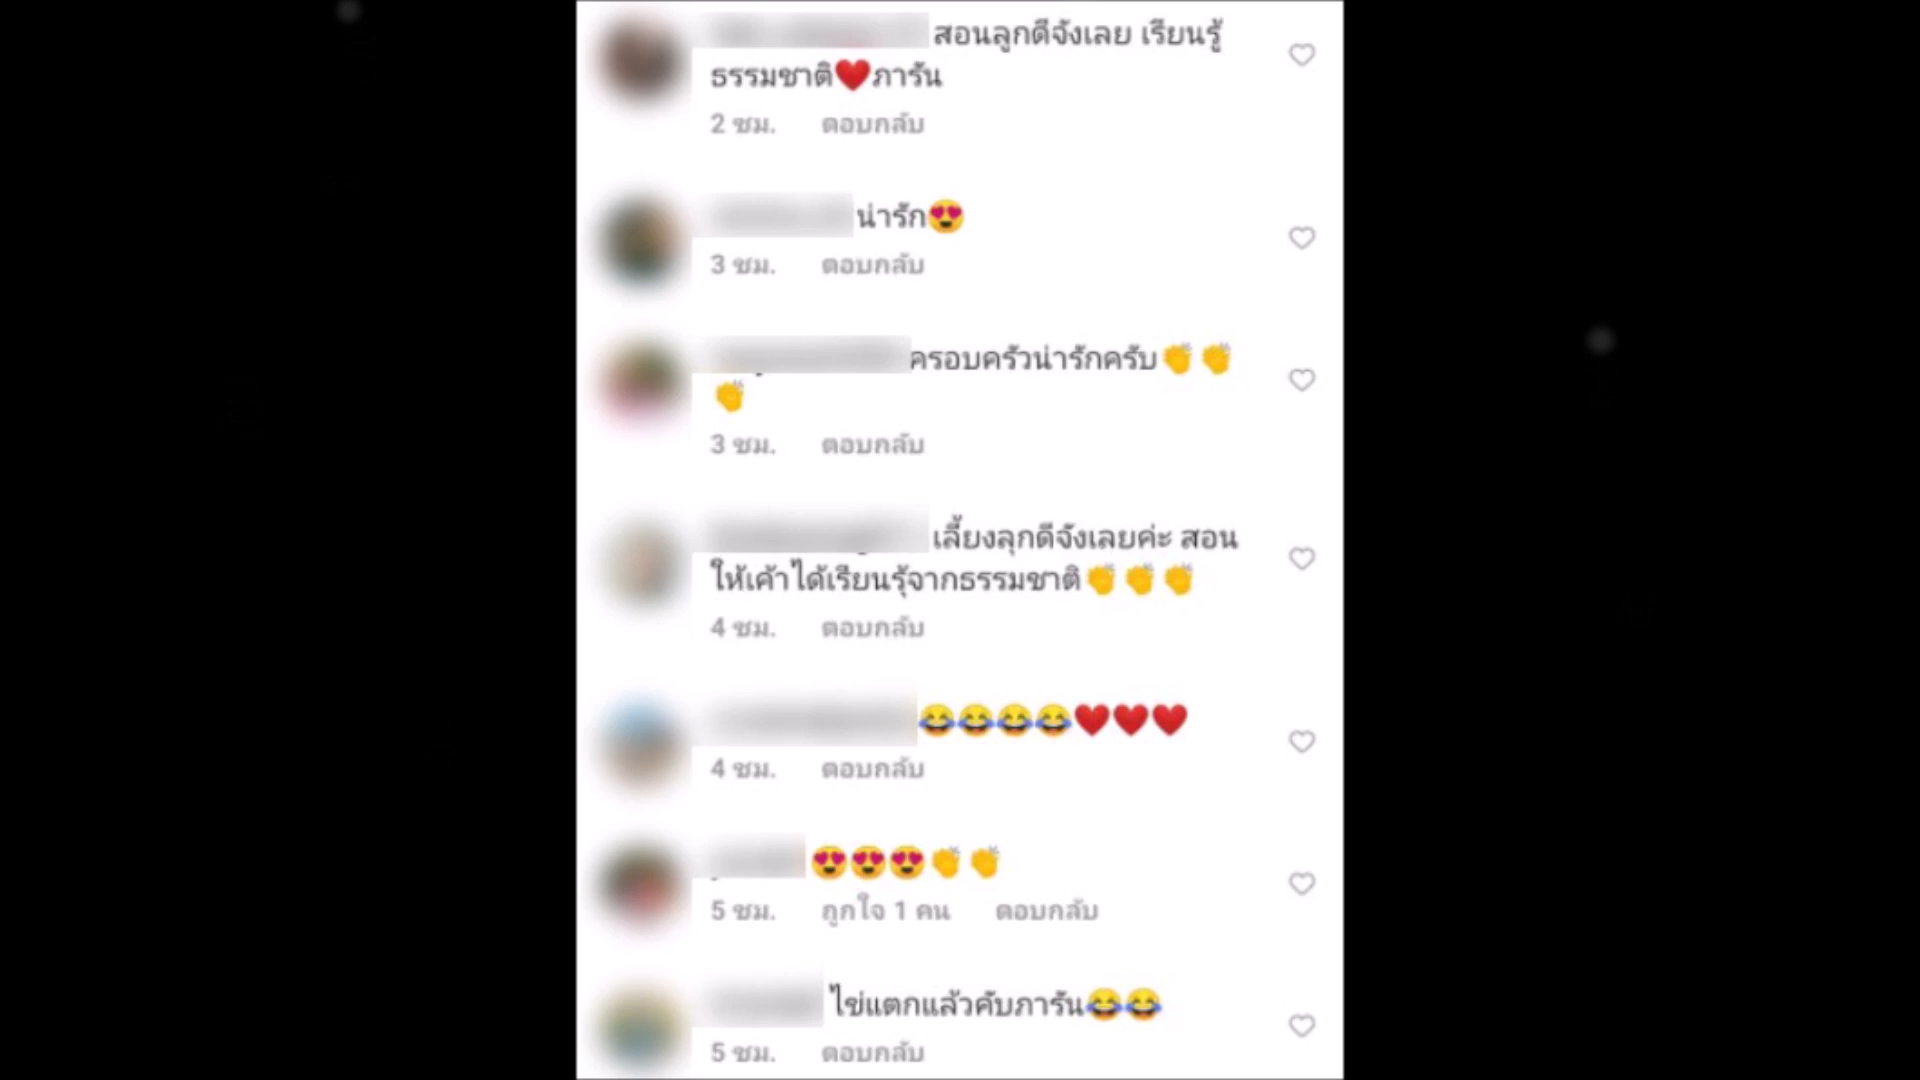 สอนลูกดีจังเลย เรียนรู้
ธรรมชาติ❤️ภารัน
2 ชม. ตอบกลับ
น่ารัก😍
3 ชม. ตอบกลับ
ครอบครัวน่ารักครับ👏👏
👏
3 ชม. ตอบกลับ
เลี้ยงลุกดีจังเลยค่ะ สอน
ให้เค้าได้เรียนรุ้จากธรรมชาติ👏👏👏
4 ชม. ตอบกลับ
😂😂😂😂❤️❤️❤️
4 ชม. ตอบกลับ
😍😍😍👏👏
5 ชม. ถูกใจ 1 คน ตอบกลับ
ไข่แตกแล้วคับภารัน😂😂
5 ชม. ตอบกลับ